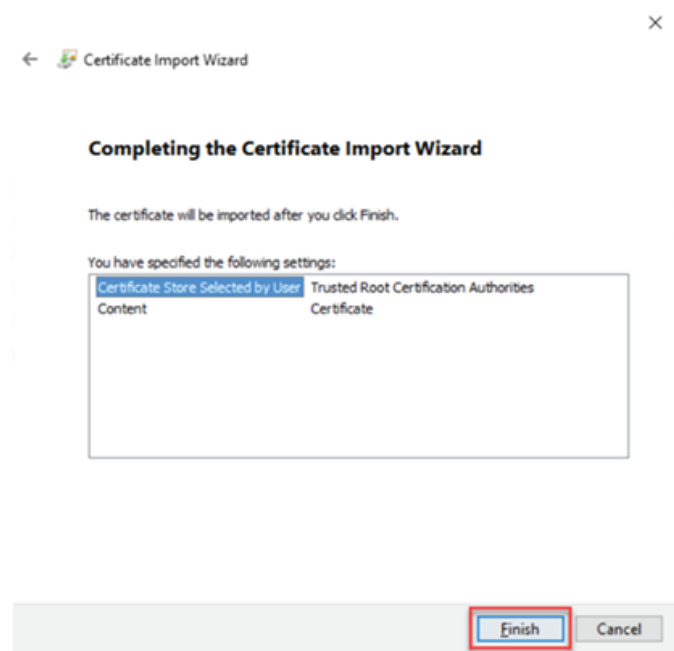 Certificate Import Wizard
Completing the Certificate Import Wizard
The certificate will be imported after you click Finish.
You have specified the following settings:
Certificate Store Selected by User Trusted Root Certification Authorities
Content Certificate
Finish Cancel